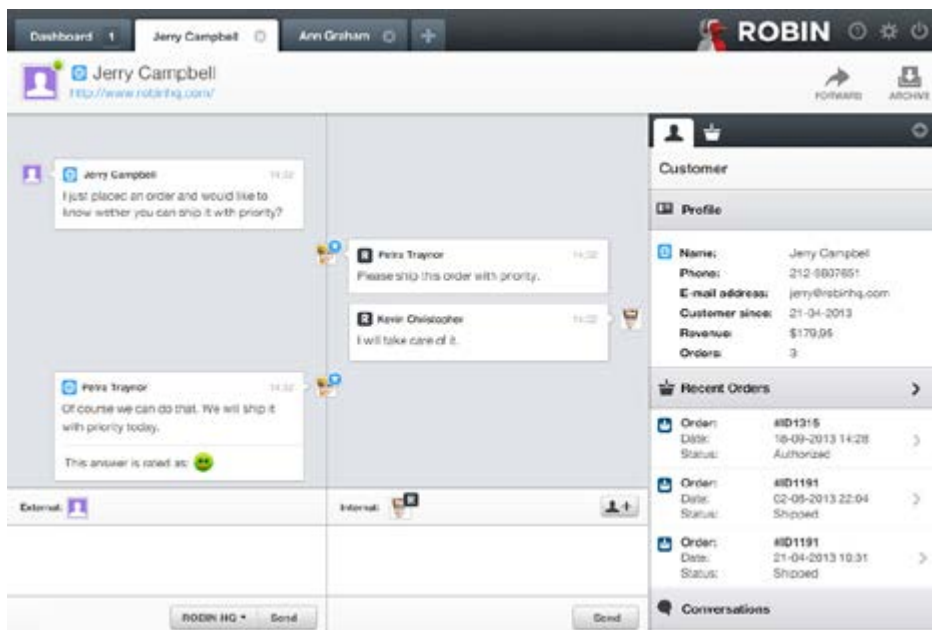 Dashboard 1
Jerry Campbell
Ann Graham
+
ROBIN
Jerry Campbell
http://www.robinhq.com/
FORWARD
ARCHIVE
Jerry Campbell 14:32
I just placed an order and would like to
know wether you can ship it with priority?
Petra Traynor
Please ship this order with priority.
R Kevin Christopher
I will take care of it.
Petra Traynor 14:32
Of course we can do that. We will ship it
with priority today.
This answer is rated as:
External:
Internal:
ROBIN HQ Send
Send
Customer
Profile
Name: Jerry Campbell
Phone: 212-5607651
E-mail address: jerry@robinhq.com
Customer since: 21-04-2013
Revenue: $179,95
Orders: 3
Recent Orders
Order: #ID1315
Date: 18-09-2013 14:28
Status: Authorized
Order: #ID1191
Date: 02-08-2013 22:04
Status: Shipped
Order: #ID1191
Date: 21-04-2013 10:31
Status: Shipped
Conversations